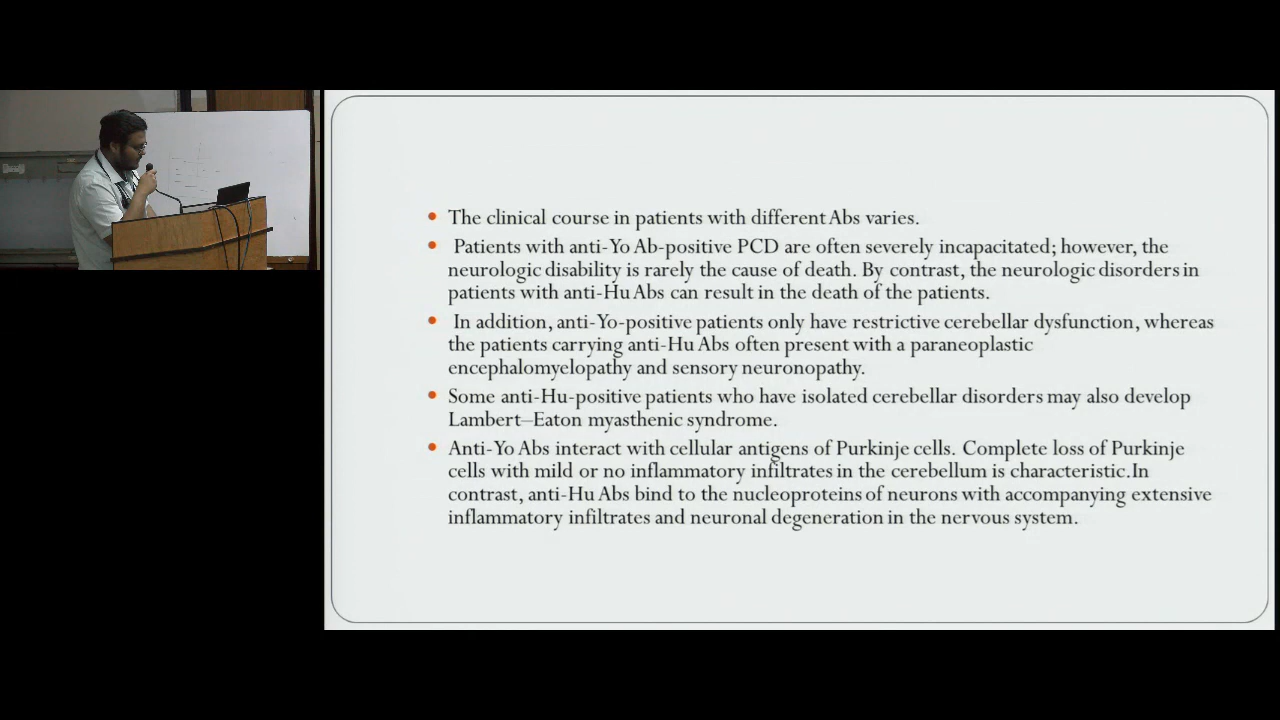 The clinical course in patients with different Abs varies.
Patients with anti-Yo Ab-positive PCD are often severely incapacitated; however, the
neurologic disability is rarely the cause of death. By contrast, the neurologic disorders in
patients with anti-Hu Abs can result in the death of the patients.
In addition, anti-Yo-positive patients only have restrictive cerebellar dysfunction, whereas
the patients carrying anti-Hu Abs often present with a paraneoplastic
encephalomyelopathy and sensory neuronopathy.
Some anti-Hu-positive patients who have isolated cerebellar disorders may also develop
Lambert–Eaton myasthenic syndrome.
Anti-Yo Abs interact with cellular antigens of Purkinje cells. Complete loss of Purkinje
cells with mild or no inflammatory infiltrates in the cerebellum is characteristic.In
contrast, anti-Hu Abs bind to the nucleoproteins of neurons with accompanying extensive
inflammatory infiltrates and neuronal degeneration in the nervous system.